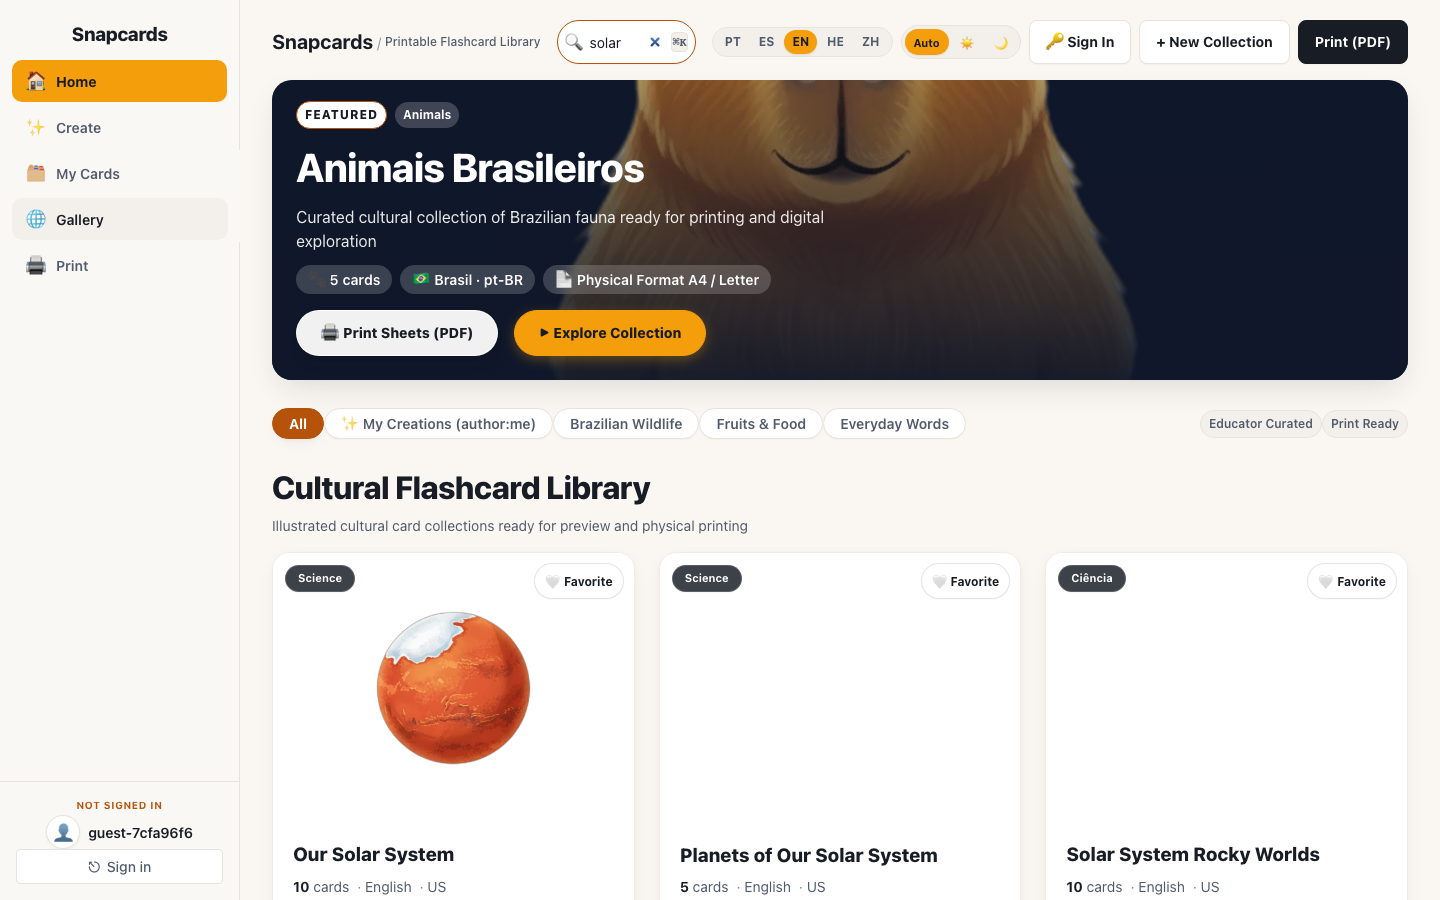 Snapcards
Home
Create
My Cards
Gallery
Print
NOT SIGNED IN
guest-7cfa96f6
Sign in
Snapcards / Printable Flashcard Library
solar
⌘K
PT ES EN HE ZH
Auto
Sign In
+ New Collection
Print (PDF)
FEATURED
Animals
Animais Brasileiros
Curated cultural collection of Brazilian fauna ready for printing and digital
exploration
5 cards
Brasil · pt-BR
Physical Format A4 / Letter
Print Sheets (PDF)
Explore Collection
All
My Creations (author:me)
Brazilian Wildlife
Fruits & Food
Everyday Words
Educator Curated
Print Ready
Cultural Flashcard Library
Illustrated cultural card collections ready for preview and physical printing
Science
Favorite
Our Solar System
10 cards · English · US
Science
Favorite
Planets of Our Solar System
5 cards · English · US
Ciência
Favorite
Solar System Rocky Worlds
10 cards · English · US